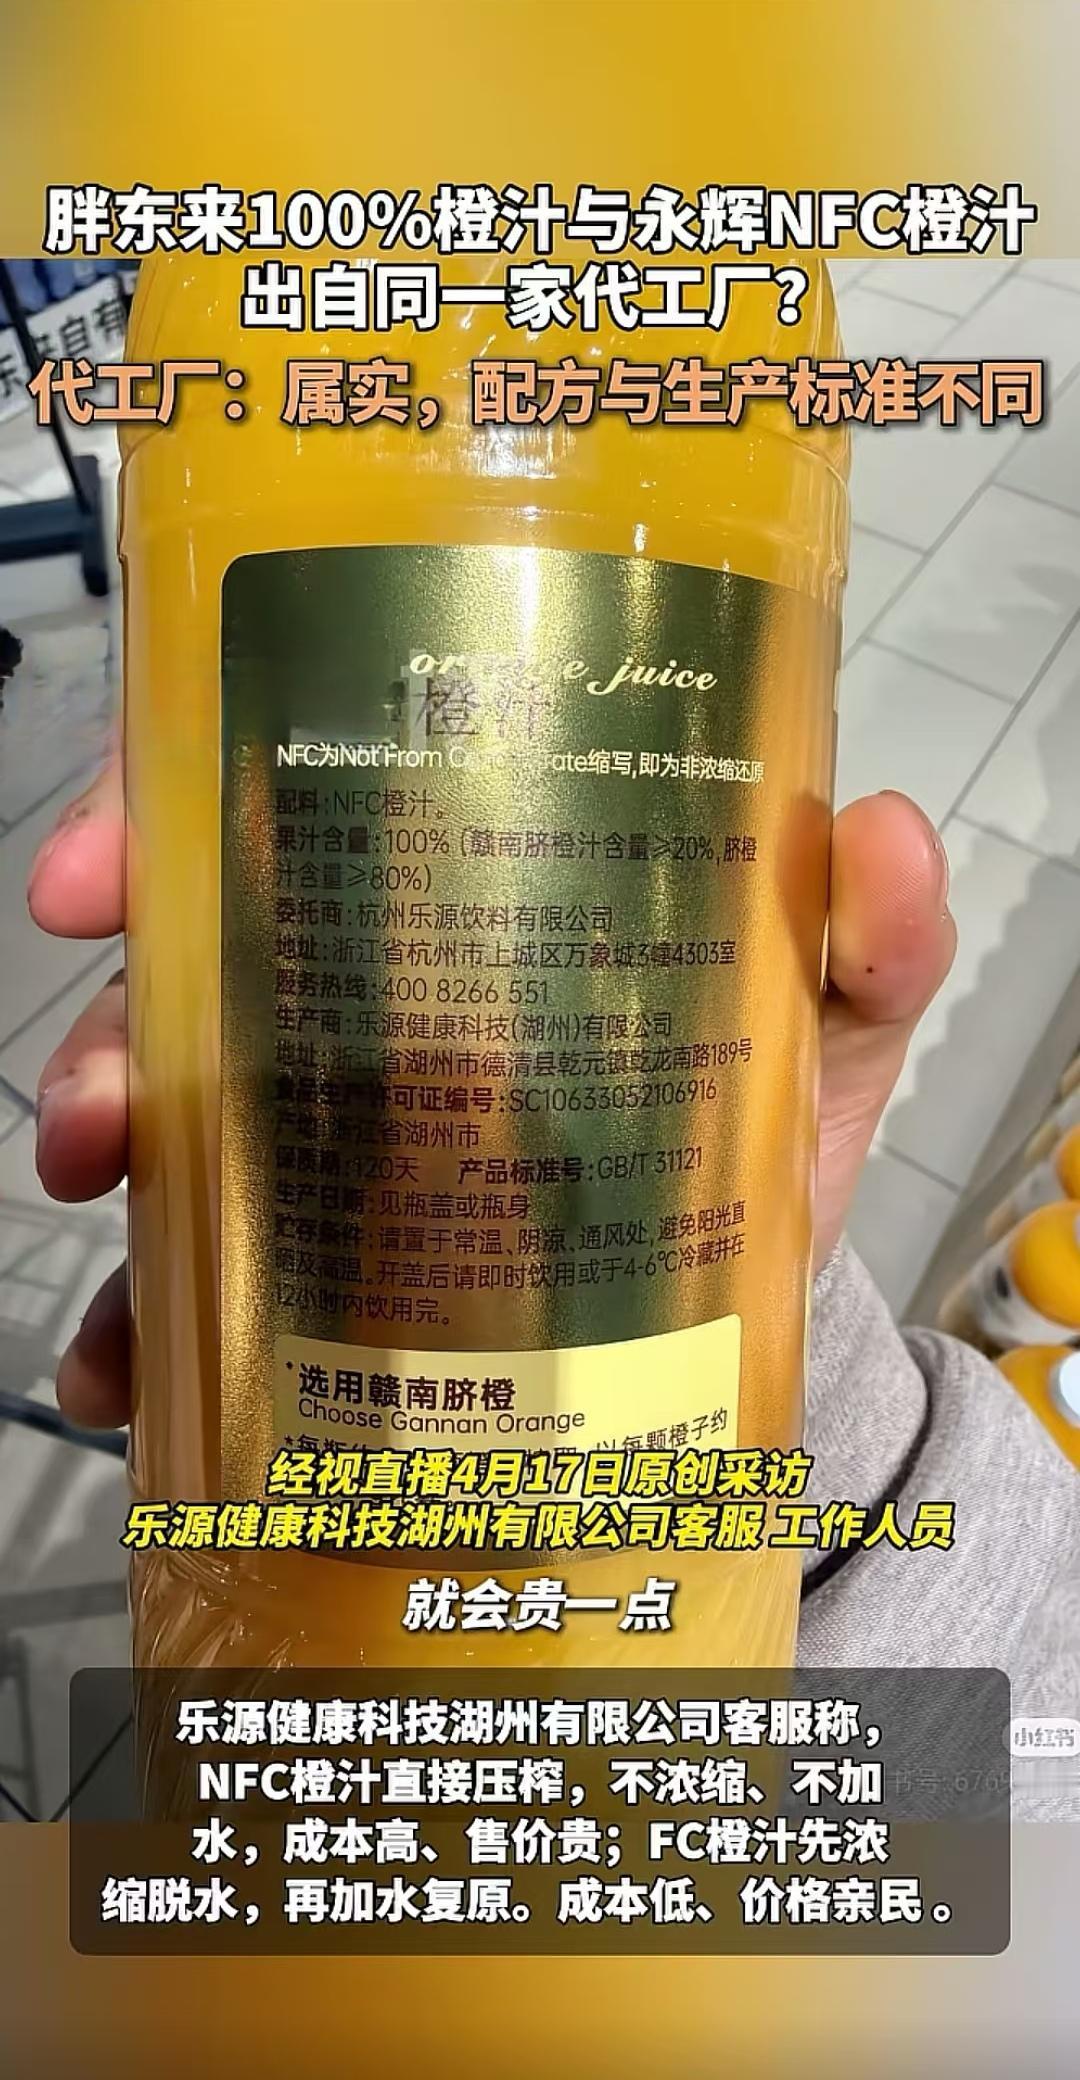 胖东来100%橙汁与永辉NFC橙汁
出自同一家代工厂?
代工厂：属实，配方与生产标准不同
东来自有
orange juice
橙汁
NFC为Not From Concentrate缩写,即为非浓缩还原
配料:NFC橙汁。
果汁含量:100% (赣南脐橙汁含量≥20%,脐橙
汁含量≥80%)
委托商:杭州乐源饮料有限公司
地址:浙江省杭州市上城区万象城3幢4303室
服务热线:400 8266 551
生产商:乐源健康科技(湖州)有限公司
地址:浙江省湖州市德清县乾元镇乾龙南路189号
食品生产许可证编号:SC10633052106916
产地:浙江省湖州市
保质期:120天 产品标准号:GB/T 31121
生产日期:见瓶盖或瓶身
贮存条件:请置于常温、阴凉、通风处,避免阳光直
晒及高温。开盖后请即时饮用或于4-6℃冷藏并在
12小时内饮用完。
·选用赣南脐橙
Choose Gannan Orange
以每颗橙子约
经视直播4月17日原创采访
乐源健康科技湖州有限公司客服 工作人员
就会贵一点
小红书
书号:6769
乐源健康科技湖州有限公司客服称，
NFC橙汁直接压榨，不浓缩、不加
水，成本高、售价贵；FC橙汁先浓
缩脱水，再加水复原。成本低、价格亲民。